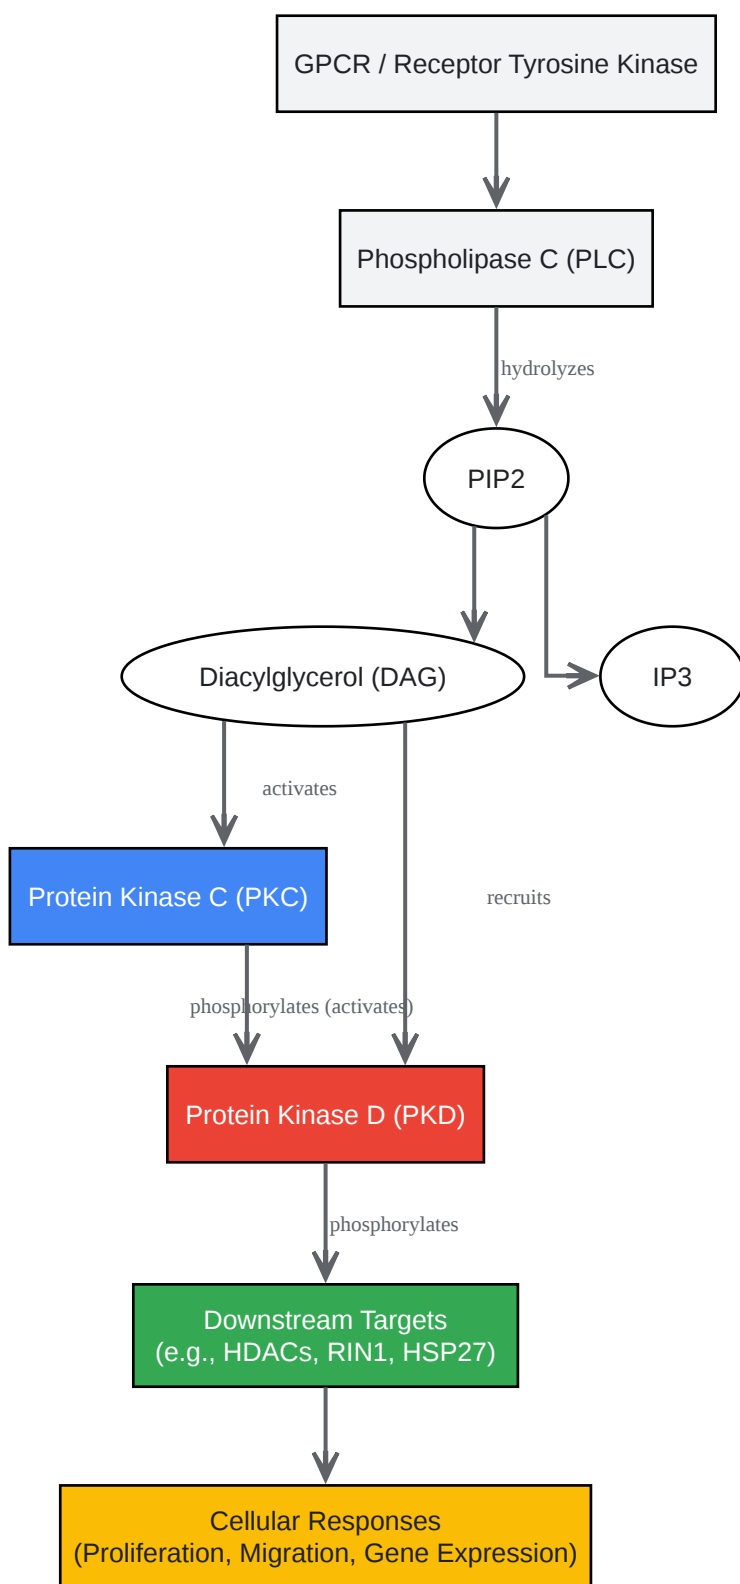 GPCR / Receptor Tyrosine Kinase
Phospholipase C (PLC)
hydrolyzes
PIP2
Diacylglycerol (DAG)
IP3
activates
Protein Kinase C (PKC)
recruits
phosphorylates (activates)
Protein Kinase D (PKD)
phosphorylates
Downstream Targets
(e.g., HDACs, RIN1, HSP27)
Cellular Responses
(Proliferation, Migration, Gene Expression)